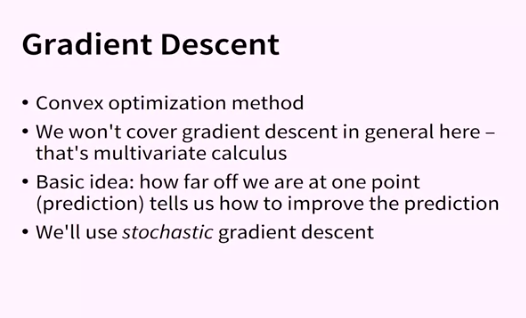 Gradient Descent
• Convex optimization method
• We won't cover gradient descent in general here –
that's multivariate calculus
• Basic idea: how far off we are at one point
(prediction) tells us how to improve the prediction
• We'll use stochastic gradient descent